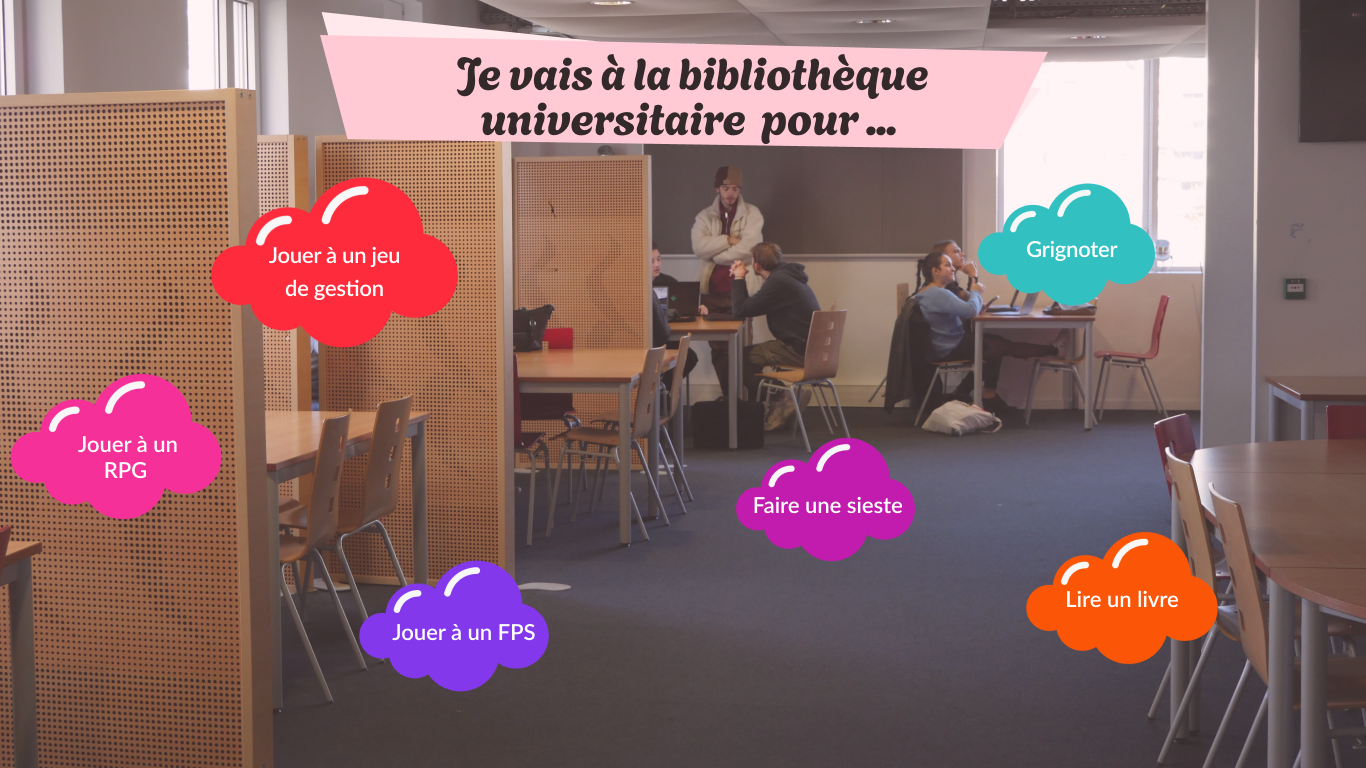 Je vais à la bibliothèque
universitaire pour ...
Jouer à un jeu
de gestion
Grignoter
Jouer à un
RPG
Faire une sieste
Lire un livre
Jouer à un FPS